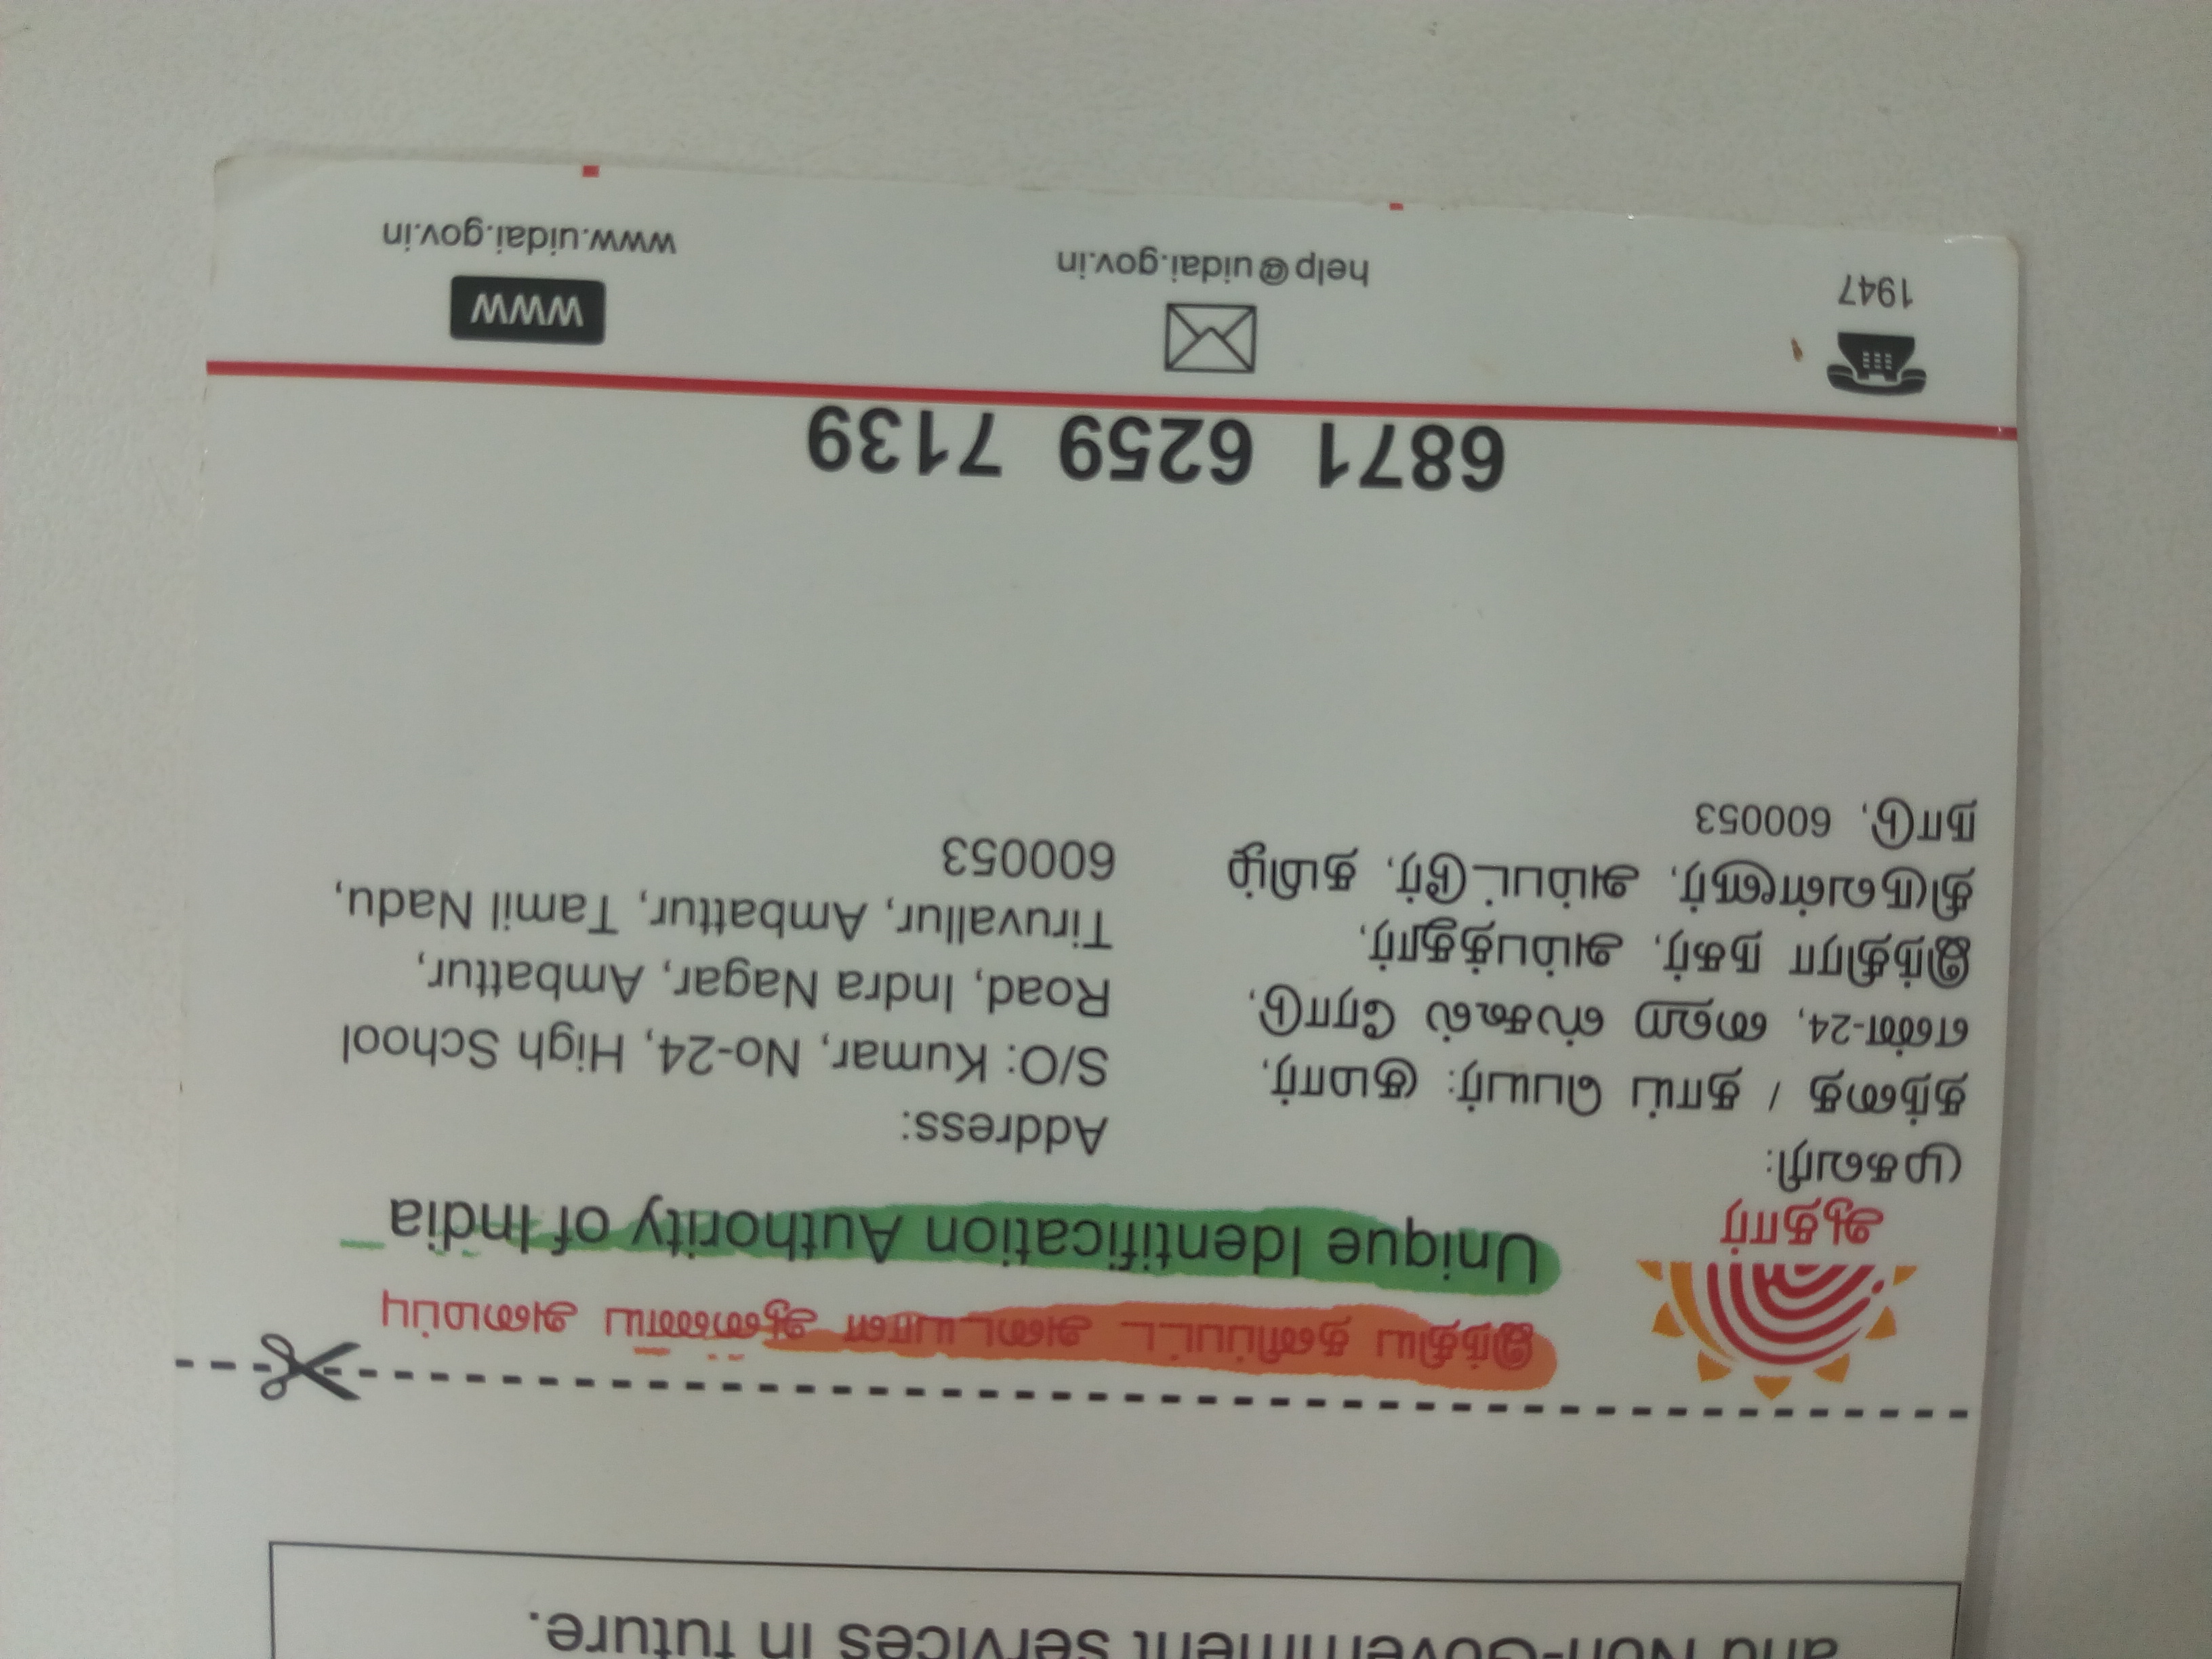 and Non-Government services in future.
இந்திய தனிப்பட்ட அடையாள ஆணைய அமைப்பு
Unique Identification Authority of India
ஆதார்
முகவரி:
தந்தை / தாய் பெயர்: குமார்,
எண்-24, ஹை ஸ்கூல் ரோடு,
இந்திரா நகர், அம்பத்தூர்,
திருவள்ளூர், அம்பட்டூர், தமிழ்
நாடு, 600053
Address:
S/O: Kumar, No-24, High School
Road, Indra Nagar, Ambattur,
Tiruvallur, Ambattur, Tamil Nadu,
600053
6871 6259 7139
1947
help@uidai.gov.in
WWW
www.uidai.gov.in